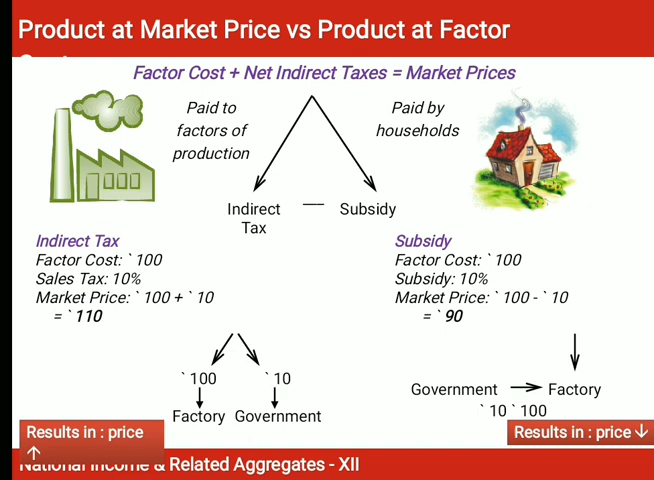 Product at Market Price vs Product at Factor
Factor Cost + Net Indirect Taxes = Market Prices
Paid to
factors of
production
Paid by
households
Indirect
Tax
— Subsidy
Indirect Tax
Factor Cost: ` 100
Sales Tax: 10%
Market Price: ` 100 + ` 10
= ` 110
Subsidy
Factor Cost: ` 100
Subsidy: 10%
Market Price: ` 100 - ` 10
= ` 90
` 100 ` 10
Factory Government
Government → Factory
` 10 ` 100
Results in : price
↑
Results in : price ↓
National Income & Related Aggregates - XII